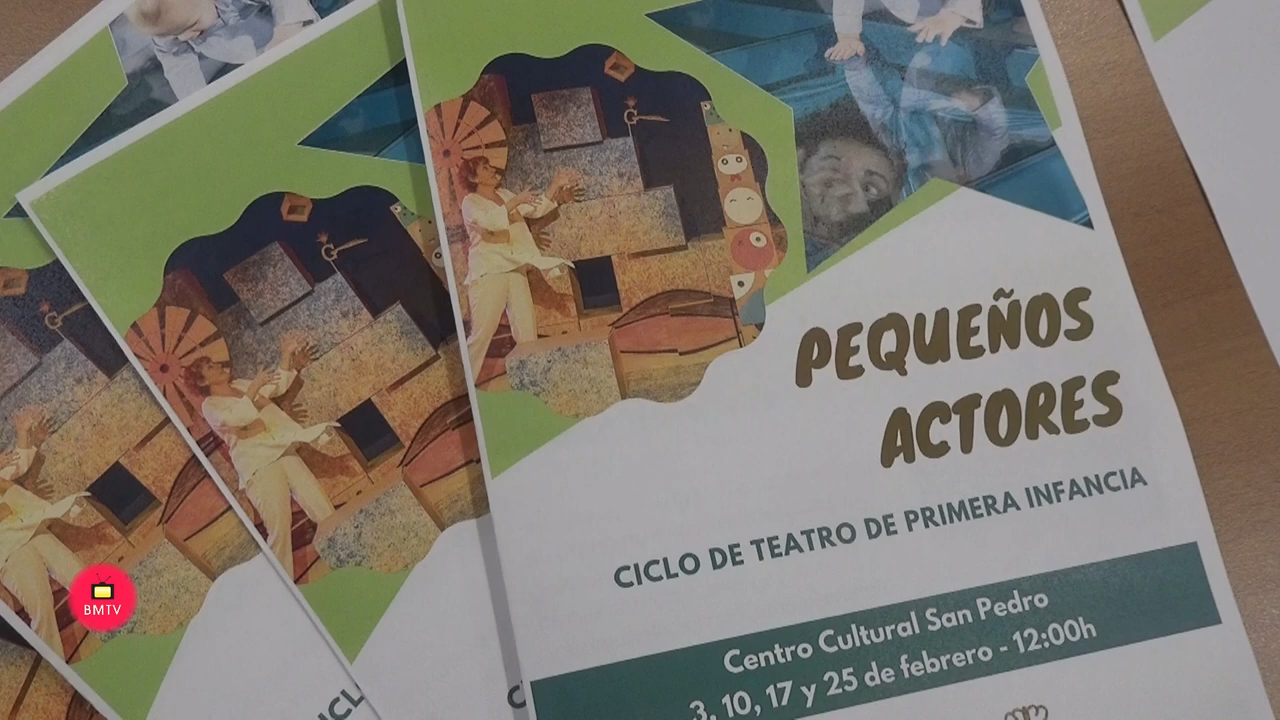 PEQUEÑOS
ACTORES
CICLO DE TEATRO DE PRIMERA INFANCIA
Centro Cultural San Pedro
3, 10, 17 y 25 de febrero - 12:00h
CICL
C
BMTV